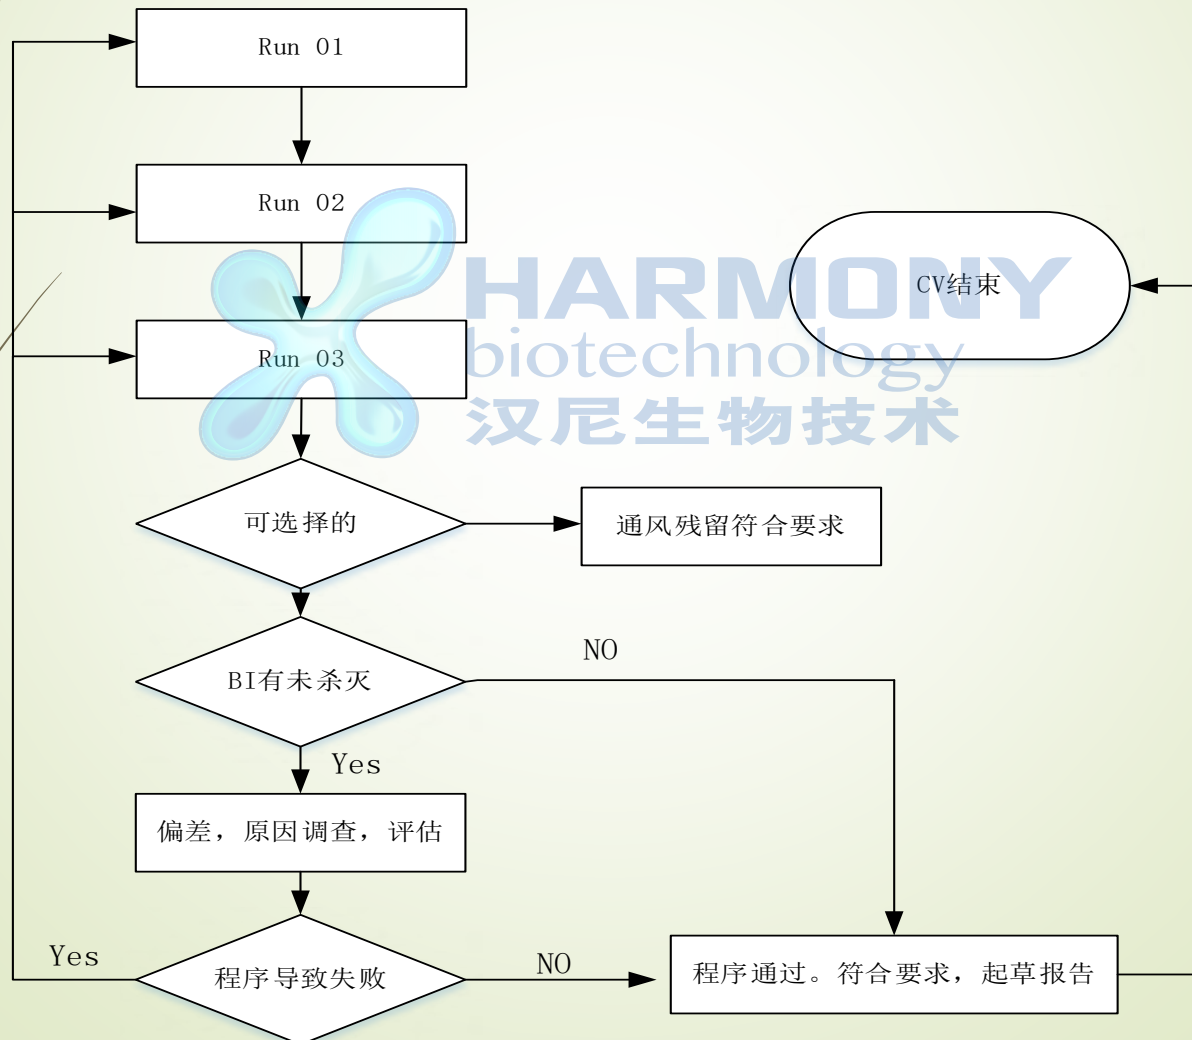 Run 01
Run 02
HARMONY
CV结束
biotechnology
Run 03
汉尼生物技术
可选择的
通风残留符合要求
NO
BI有未杀灭
Yes
偏差，原因调查，评估
Yes
程序导致失败
NO
程序通过。符合要求，起草报告